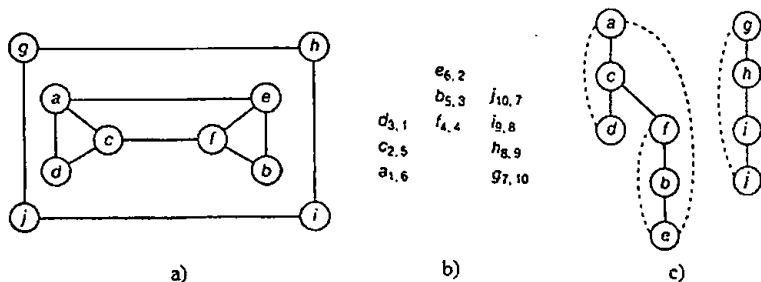 g h
a e
c f
d b
j i
a)
e6,2
b5,3 j10,7
d3,1 f4,4 i9,8
c2,5 h8,9
a1,6 g7,10
b)
a g
c h
d f i
b j
e
c)